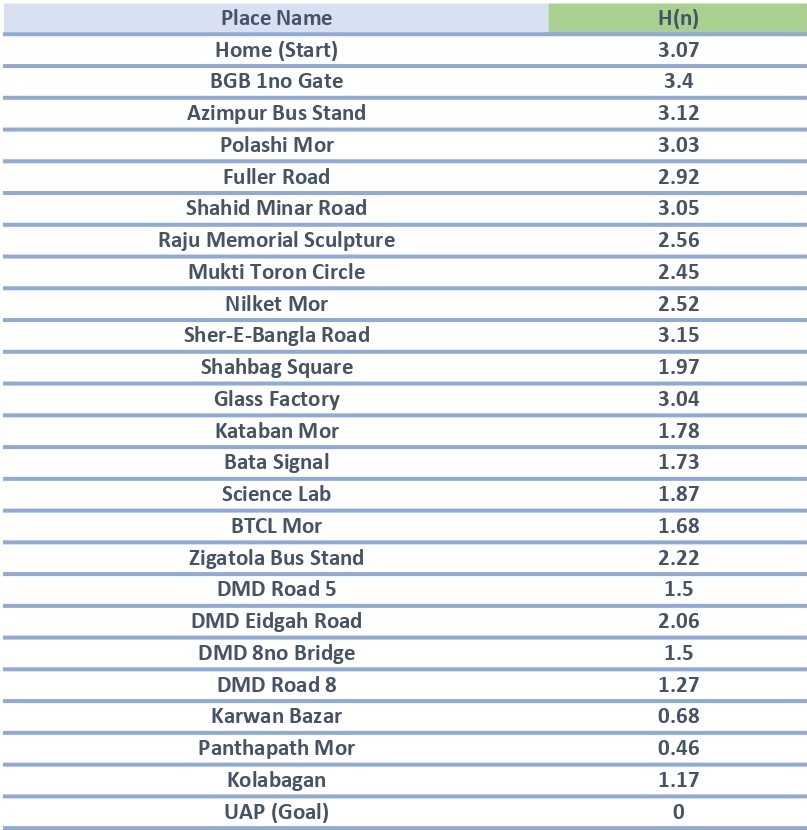 Place Name H(n)
Home (Start) 3.07
BGB 1no Gate 3.4
Azimpur Bus Stand 3.12
Polashi Mor 3.03
Fuller Road 2.92
Shahid Minar Road 3.05
Raju Memorial Sculpture 2.56
Mukti Toron Circle 2.45
Nilket Mor 2.52
Sher-E-Bangla Road 3.15
Shahbag Square 1.97
Glass Factory 3.04
Kataban Mor 1.78
Bata Signal 1.73
Science Lab 1.87
BTCL Mor 1.68
Zigatola Bus Stand 2.22
DMD Road 5 1.5
DMD Eidgah Road 2.06
DMD 8no Bridge 1.5
DMD Road 8 1.27
Karwan Bazar 0.68
Panthapath Mor 0.46
Kolabagan 1.17
UAP (Goal) 0